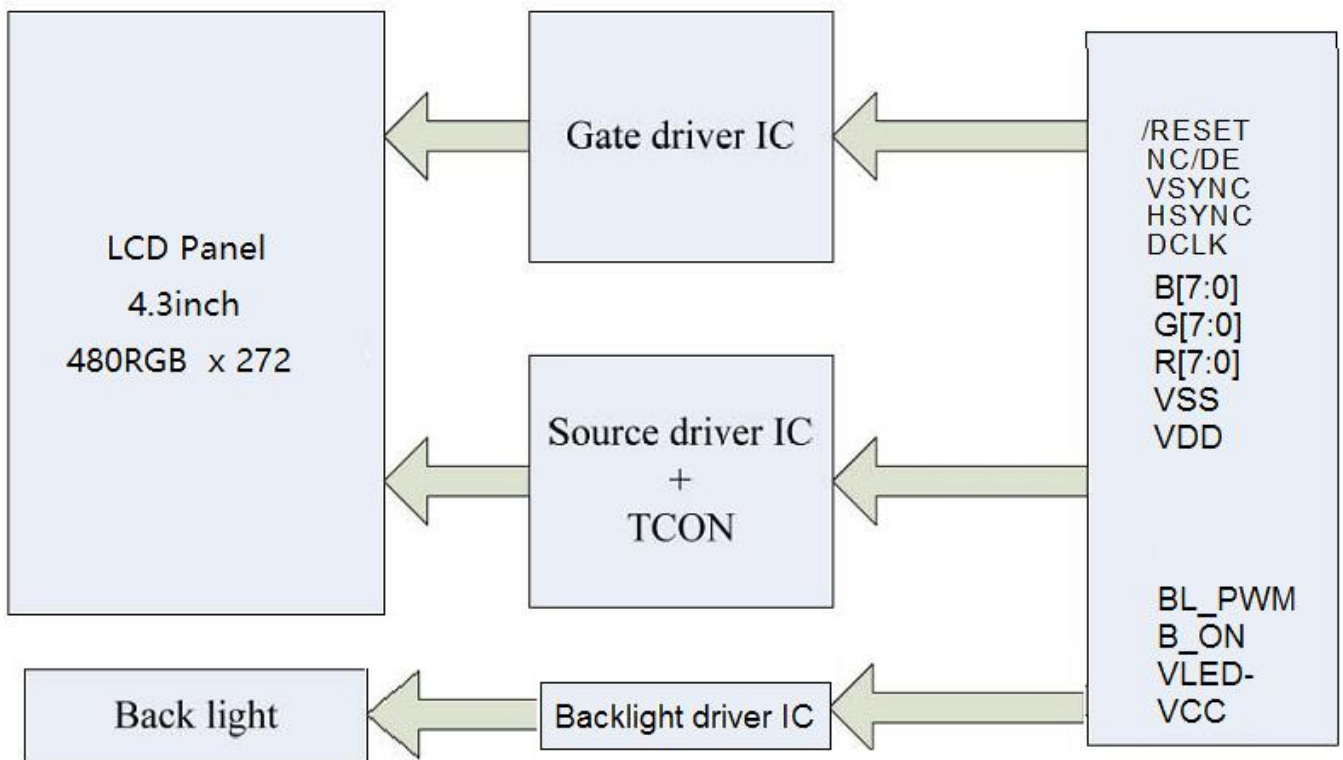 LCD Panel
4.3inch
480RGB x 272
Gate driver IC
Source driver IC
+
TCON
Back light
Backlight driver IC
/RESET
NC/DE
VSYNC
HSYNC
DCLK
B[7:0]
G[7:0]
R[7:0]
VSS
VDD
BL_PWM
B_ON
VLED-
VCC